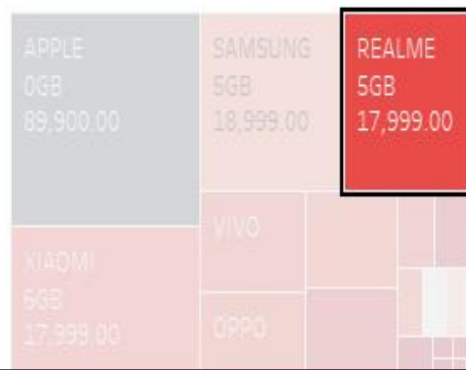 APPLE
0GB
89,900.00
SAMSUNG
5GB
18,999.00
REALME
5GB
17,999.00
XIAOMI
6GB
17,999.00
VIVO
OPPO